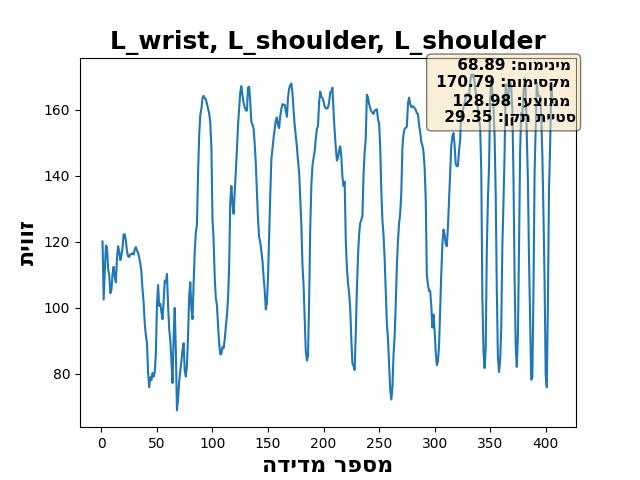 L_wrist, L_shoulder, L_shoulder
מינימום: 68.89
מקסימום: 170.79
ממוצע: 128.98
סטיית תקן: 29.35
זווית
160
140
120
100
80
0 50 100 150 200 250 300 350 400
מספר מדידה